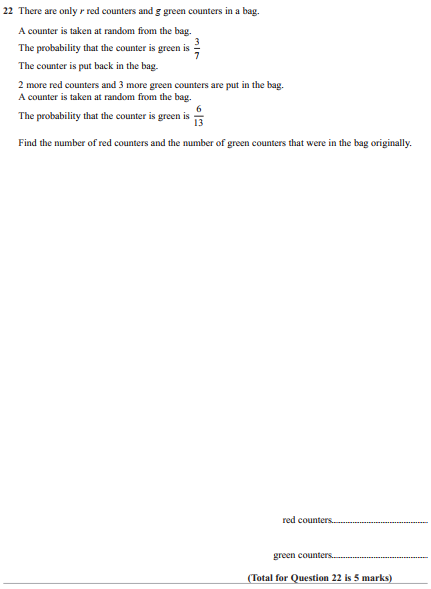 22 There are only r red counters and g green counters in a bag.
A counter is taken at random from the bag.
The probability that the counter is green is 3/7
The counter is put back in the bag.
2 more red counters and 3 more green counters are put in the bag.
A counter is taken at random from the bag.
The probability that the counter is green is 6/13
Find the number of red counters and the number of green counters that were in the bag originally.
red counters..............................................
green counters..............................................
(Total for Question 22 is 5 marks)